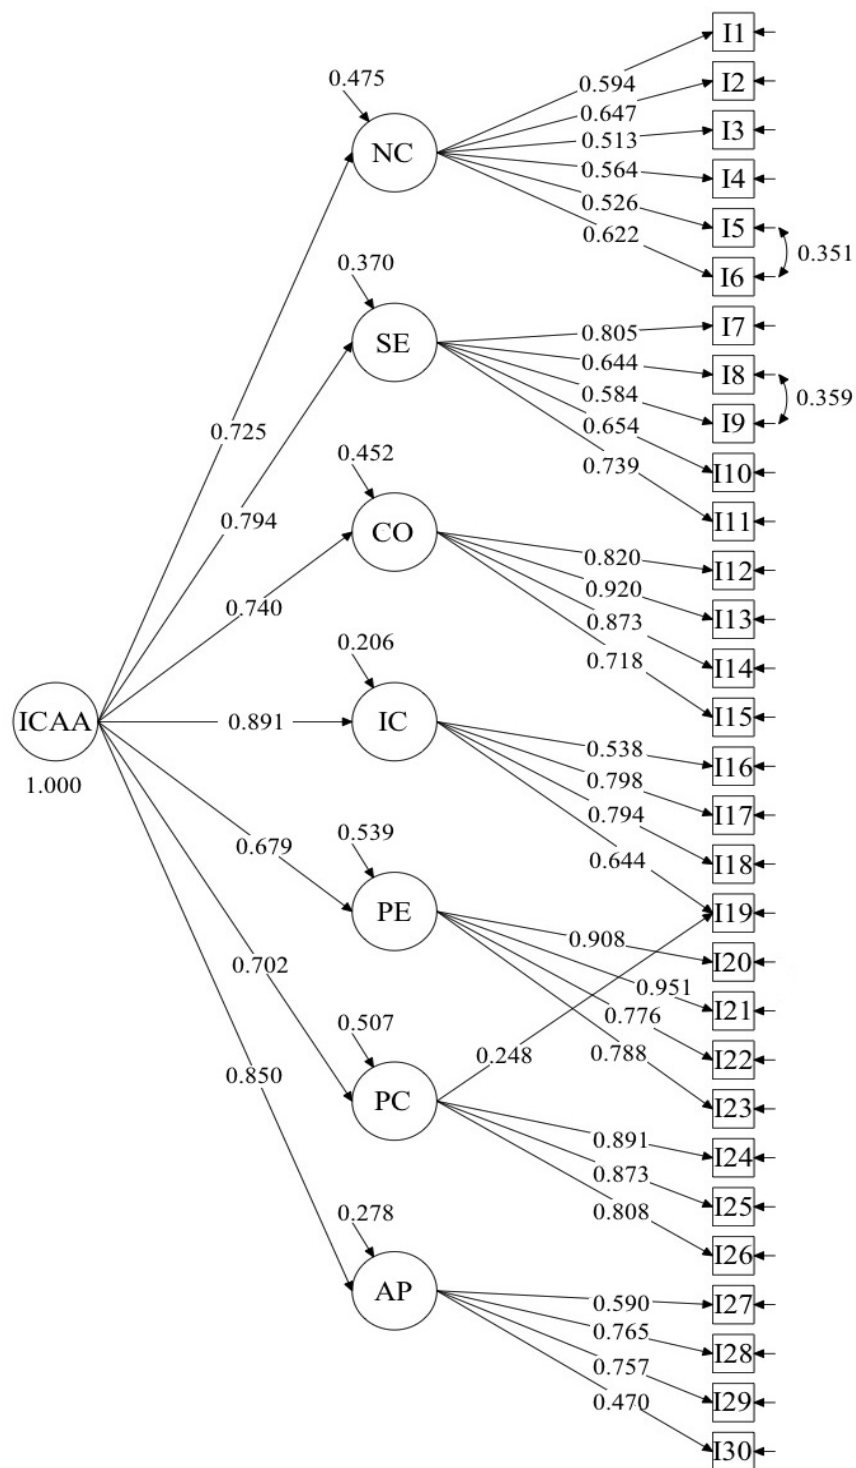 I1
0.475
I2
0.594
0.647
I3
0.513
NC
0.564
I4
0.526
I5
0.622
0.351
0.370
I6
I7
0.805
SE
0.644
I8
0.584
0.359
0.654
I9
0.725
0.452
0.739
I10
0.794
I11
CO
0.820
I12
0.920
0.740
0.873
I13
0.206
0.718
I14
I15
ICAA
0.891
IC
0.538
I16
1.000
0.798
0.794
I17
0.679
0.539
0.644
I18
PE
I19
0.908
0.702
I20
0.951
I21
0.507
0.776
0.248
0.788
I22
0.850
PC
I23
0.891
I24
0.873
I25
0.278
0.808
I26
AP
0.590
I27
0.765
I28
0.757
0.470
I29
I30